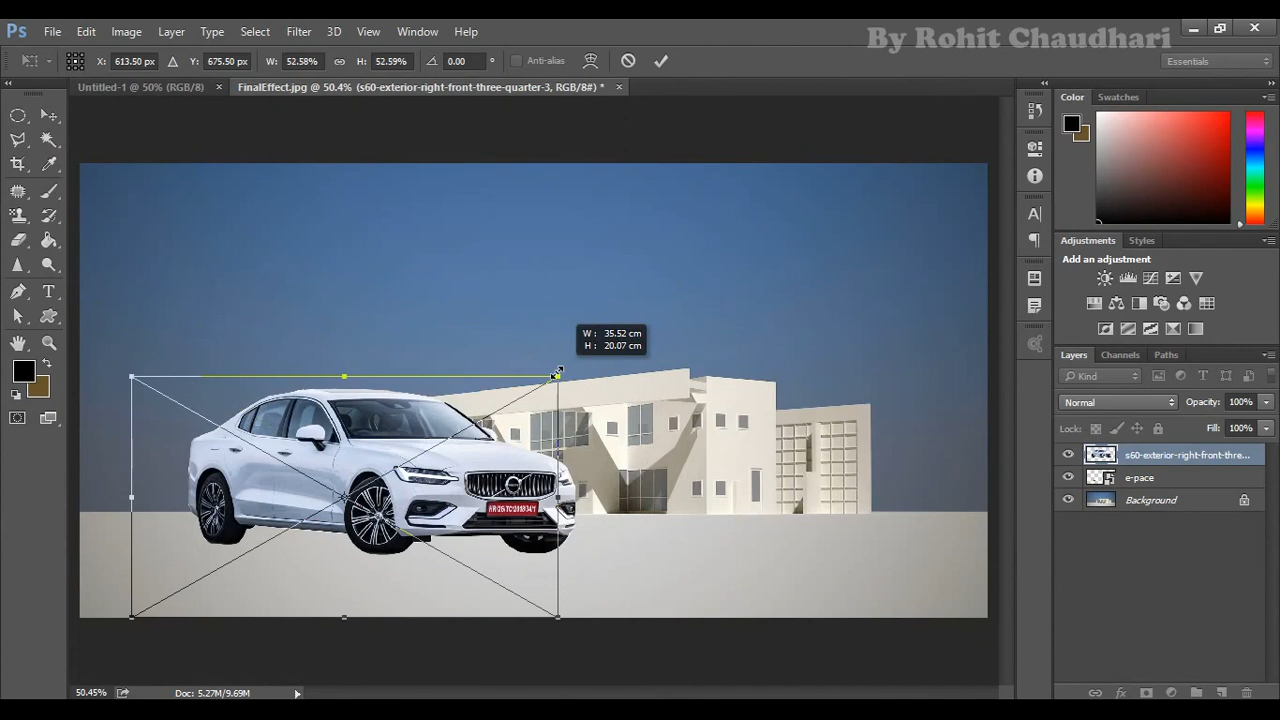 Ps File Edit Image Layer Type Select Filter 3D View Window Help
By Rohit Chaudhari
X: 613.50 px Y: 675.50 px W: 52.58% H: 52.59% 0.00 ° Anti-alias Essentials
Untitled-1 @ 50% (RGB/8) × FinalEffect.jpg @ 50.4% (s60-exterior-right-front-three-quarter-3, RGB/8#) * ×
Color Swatches
Adjustments Styles
Add an adjustment
W: 35.52 cm
H: 20.07 cm
Layers Channels Paths
Kind
Normal Opacity: 100%
Lock: Fill: 100%
s60-exterior-right-front-thre...
e-pace
Background
50.45% Doc: 5.27M/9.69M